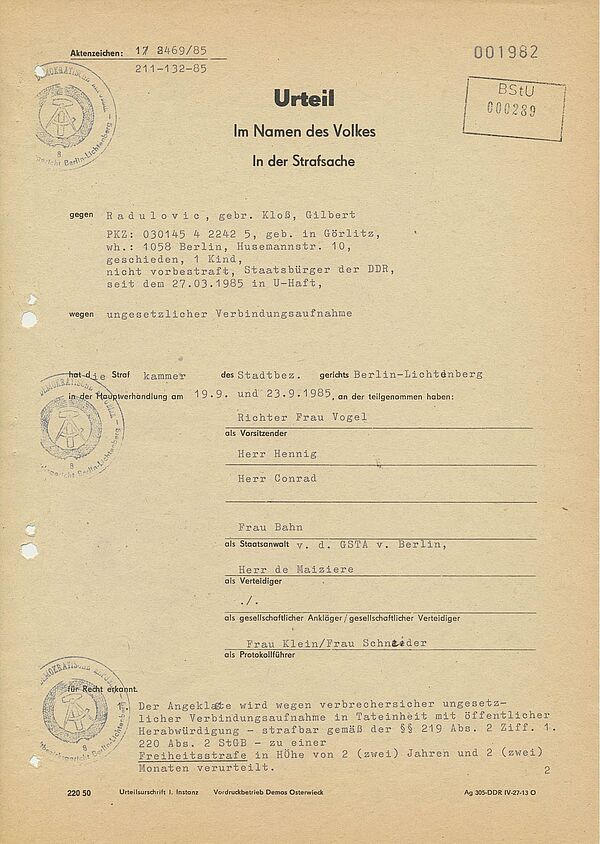 Aktenzeichen: 17 2469/85
211-132-85
001982
BStU
000289
Urteil
Im Namen des Volkes
In der Strafsache
gegen Radulovic, gebr. Kloß, Gilbert
PKZ: 030145 4 2242 5, geb. in Görlitz,
wh.: 1058 Berlin, Husemannstr. 10,
geschieden, 1 Kind,
nicht vorbestraft, Staatsbürger der DDR,
seit dem 27.03.1985 in U-Haft,
wegen ungesetzlicher Verbindungsaufnahme
hat die Straf kammer des Stadtbez. gerichts Berlin-Lichtenberg
in der Hauptverhandlung am 19.9. und 23.9.1985, an der teilgenommen haben:
Richter Frau Vogel
als Vorsitzender
Herr Hennig
Herr Conrad
Frau Bahn
als Staatsanwalt v. d. GSTA v. Berlin,
Herr de Maiziere
als Verteidiger
./.
als gesellschaftlicher Ankläger/gesellschaftlicher Verteidiger
Frau Klein/Frau Schneider
als Protokollführer
für Recht erkannt.
Der Angeklagte wird wegen verbrechersicher ungesetz-
licher Verbindungsaufnahme in Tateinheit mit öffentlicher
Herabwürdigung - strafbar gemäß der §§ 219 Abs. 2 Ziff. 1.
220 Abs. 2 StGB - zu einer
Freiheitsstrafe in Höhe von 2 (zwei) Jahren und 2 (zwei)
Monaten verurteilt.
2
220 50 Urteilsurschrift I. Instanz Vordruckbetrieb Demos Osterwieck Ag 305-DDR IV-27-13 O